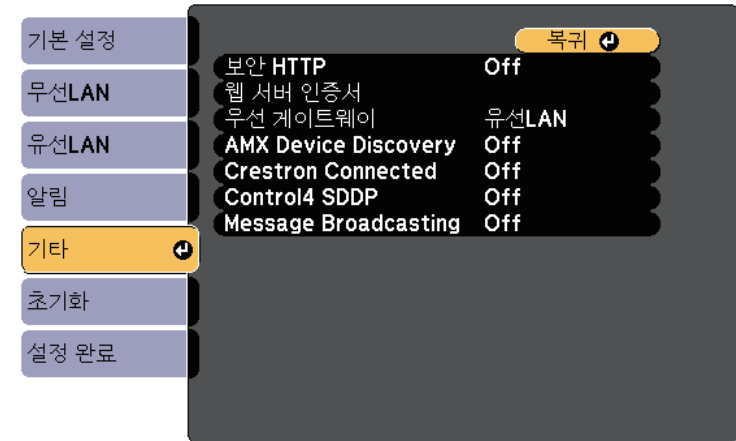 기본 설정
무선LAN
유선LAN
알림
기타
초기화
설정 완료
복귀
보안 HTTP Off
웹 서버 인증서
우선 게이트웨이 유선LAN
AMX Device Discovery Off
Crestron Connected Off
Control4 SDDP Off
Message Broadcasting Off